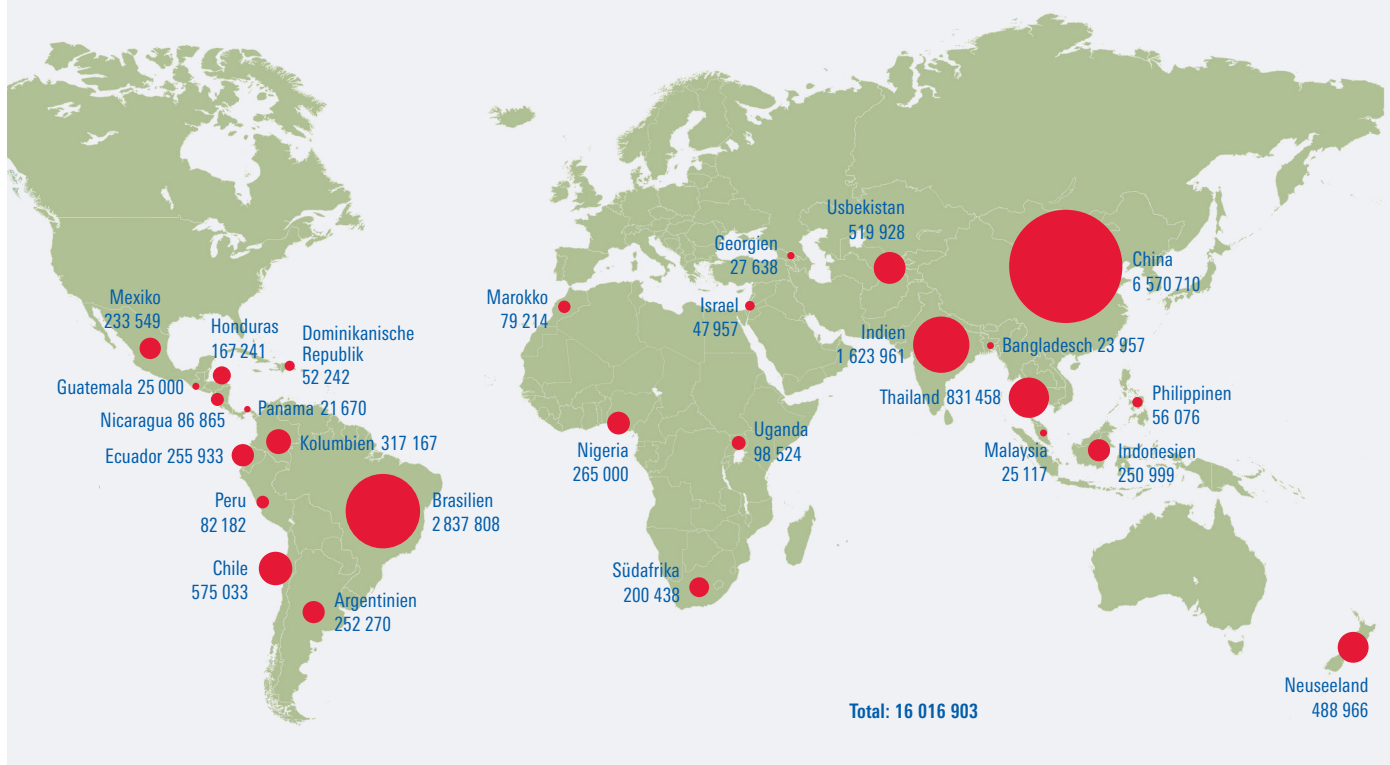 Usbekistan
519 928
Georgien
27 638
China
6 570 710
Mexiko
233 549
Honduras
167 241
Dominikanische
Republik
52 242
Marokko
79 214
Israel
47 957
Indien
1 623 961
Bangladesch 23 957
Guatemala 25 000
Nicaragua 86 865
Panama 21 670
Thailand 831 458
Philippinen
56 076
Kolumbien 317 167
Ecuador 255 933
Nigeria
265 000
Uganda
98 524
Malaysia
25 117
Indonesien
250 999
Peru
82 182
Brasilien
2 837 808
Chile
575 033
Argentinien
252 270
Südafrika
200 438
Neuseeland
488 966
Total: 16 016 903